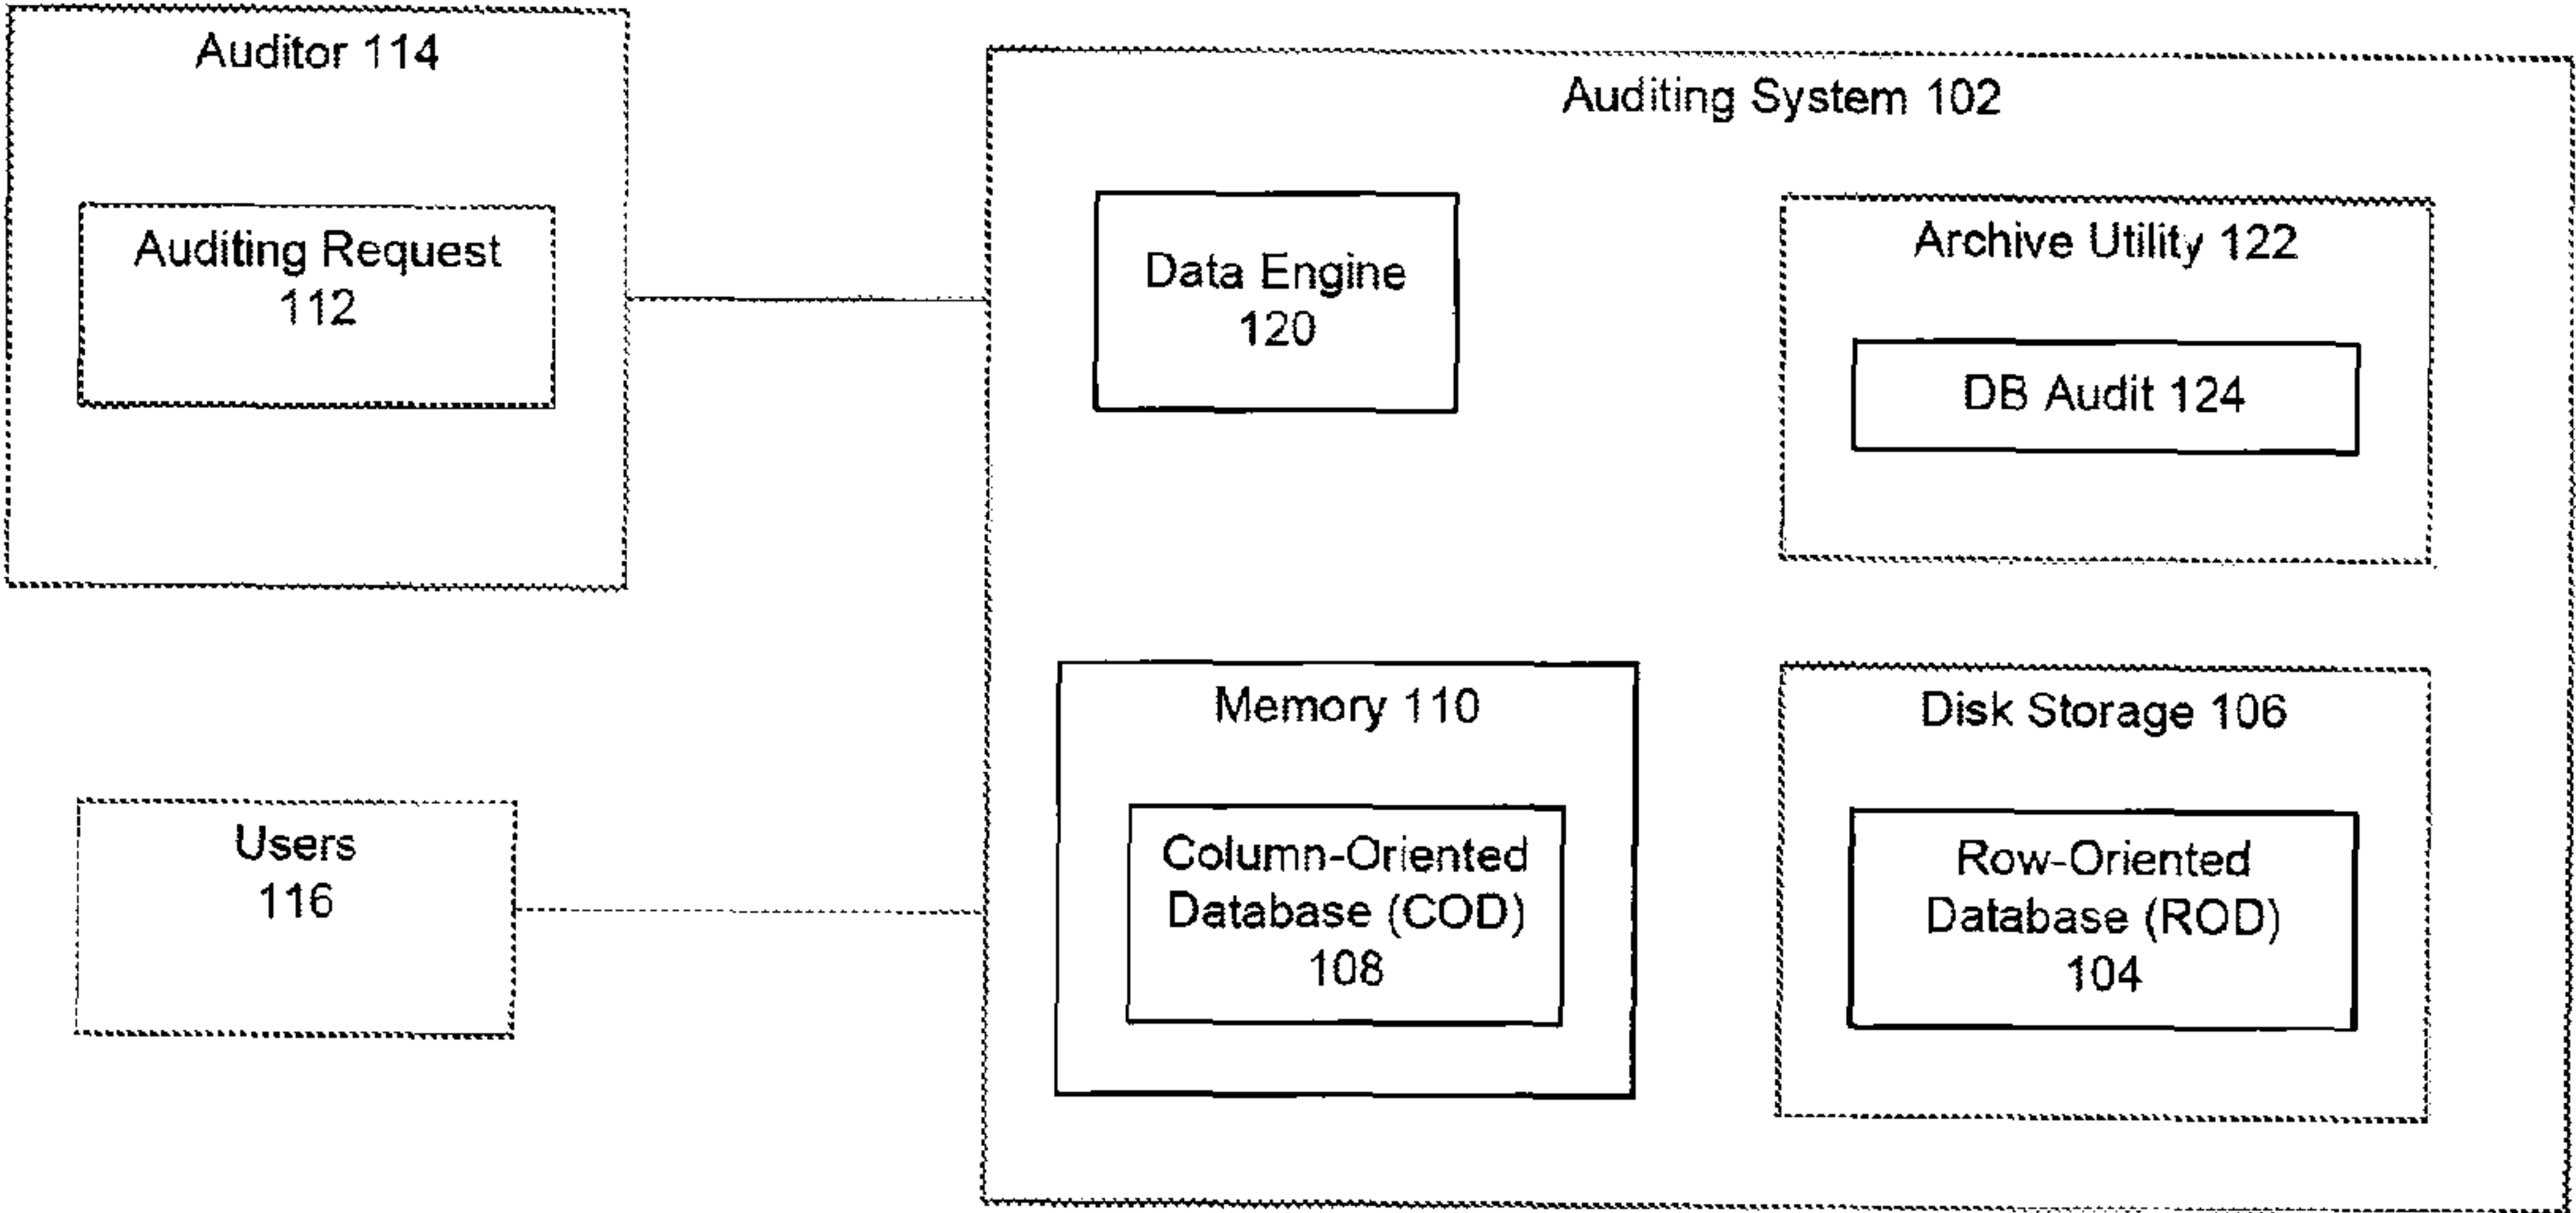 Auditor 114
Auditing Request
112
Users
116
Auditing System 102
Data Engine
120
Archive Utility 122
DB Audit 124
Memory 110
Column-Oriented
Database (COD)
108
Disk Storage 106
Row-Oriented
Database (ROD)
104